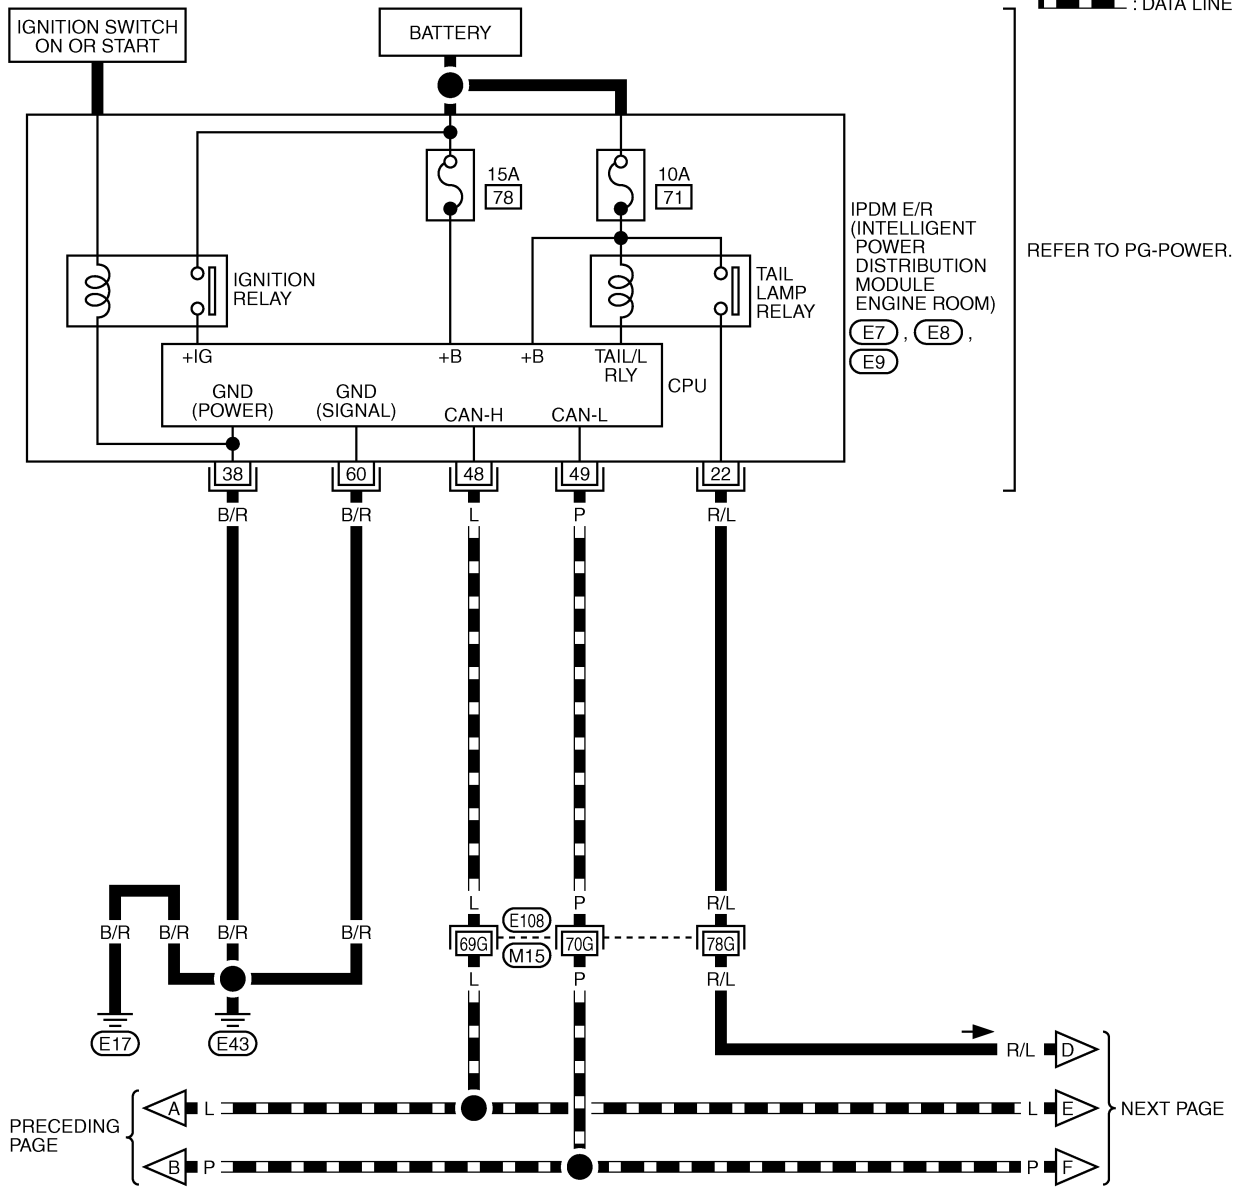 : DATA LINE
IGNITION SWITCH
ON OR START
BATTERY
15A
78
10A
71
IPDM E/R
(INTELLIGENT
POWER
DISTRIBUTION
MODULE
ENGINE ROOM)
E7 , E8 ,
E9
REFER TO PG-POWER.
IGNITION
RELAY
TAIL
LAMP
RELAY
+IG
+B
+B
TAIL/L
RLY
CPU
GND
(POWER)
GND
(SIGNAL)
CAN-H
CAN-L
38
60
48
49
22
B/R
B/R
L
P
R/L
L
P
R/L
B/R
B/R
B/R
B/R
E108
M15
69G
70G
78G
L
P
R/L
E17
E43
R/L
D
PRECEDING
PAGE
A
L
L
E
NEXT PAGE
B
P
P
F